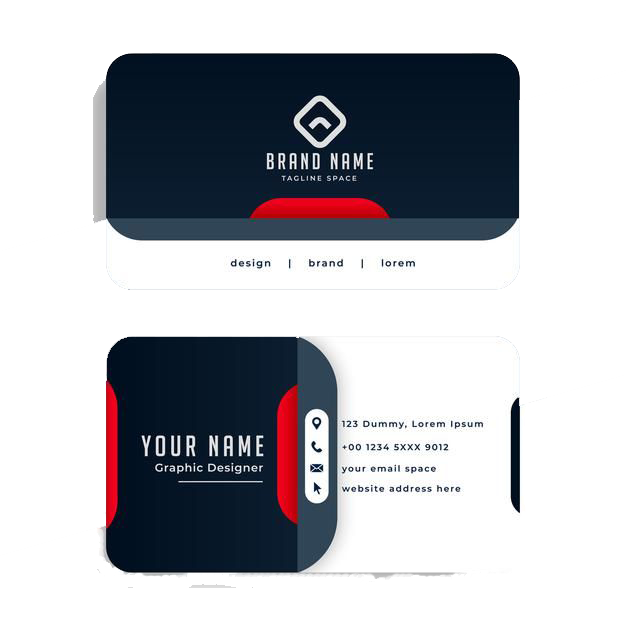 BRAND NAME
TAGLINE SPACE
design | brand | lorem
YOUR NAME
Graphic Designer
123 Dummy, Lorem Ipsum
+00 1234 5XXX 9012
your email space
website address here